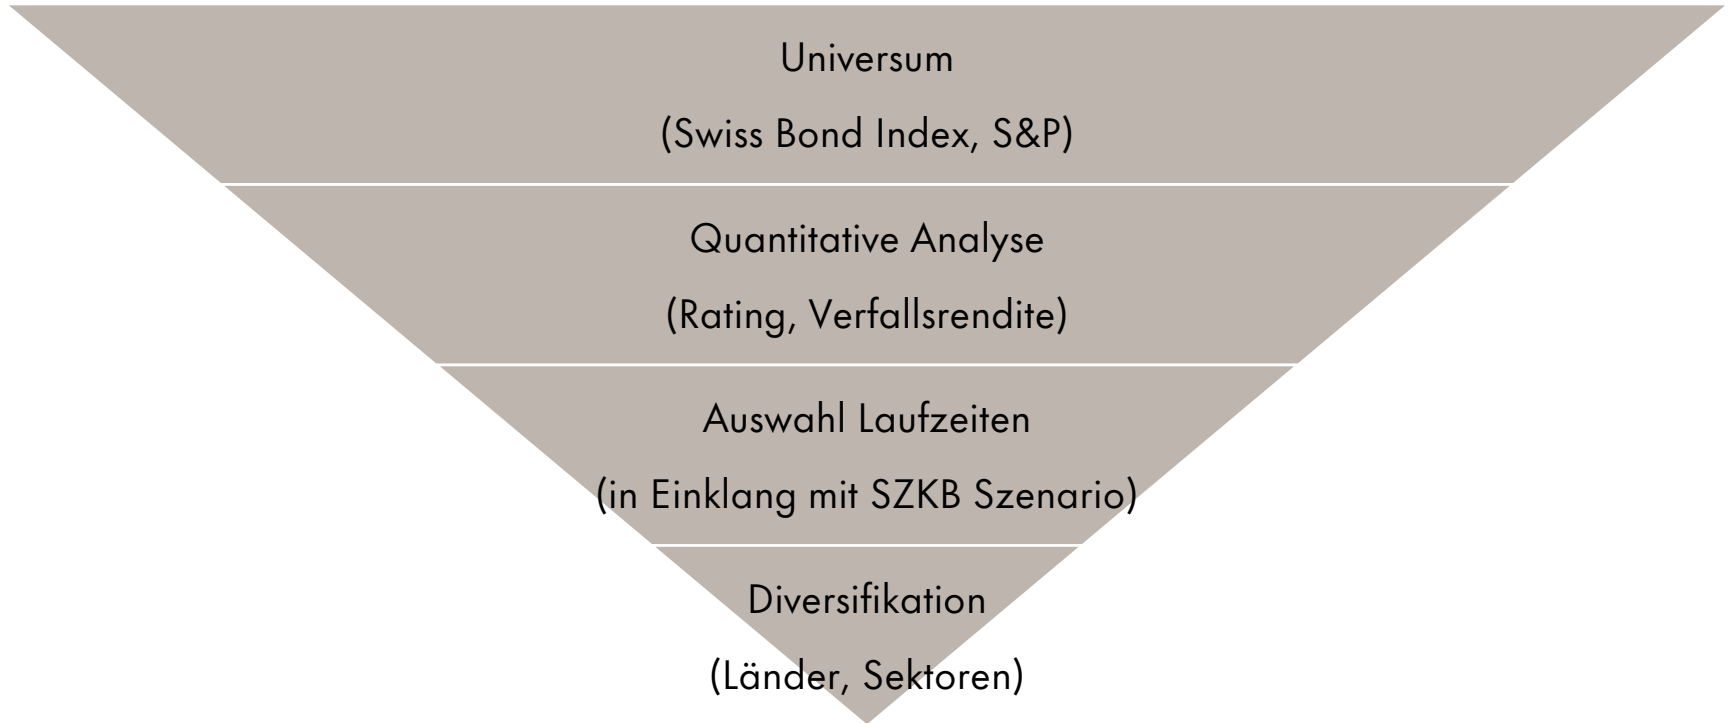 Universum
(Swiss Bond Index, S&P)
Quantitative Analyse
(Rating, Verfallsrendite)
Auswahl Laufzeiten
(in Einklang mit SZKB Szenario)
Diversifikation
(Länder, Sektoren)